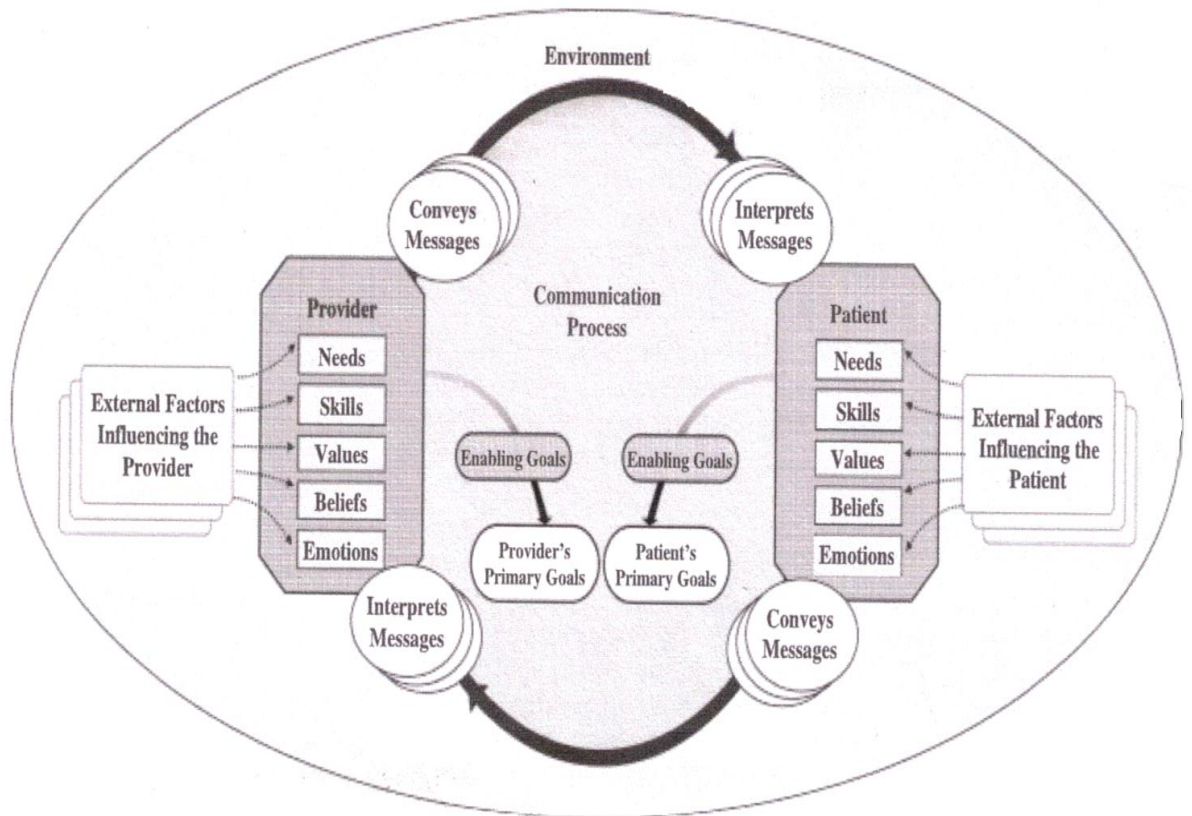 Environment
Conveys
Messages
Interprets
Messages
Communication
Process
Provider
Needs
Skills
Values
Beliefs
Emotions
Patient
Needs
Skills
Values
Beliefs
Emotions
External Factors
Influencing the
Provider
External Factors
Influencing the
Patient
Enabling Goals
Enabling Goals
Provider's
Primary Goals
Patient's
Primary Goals
Interprets
Messages
Conveys
Messages